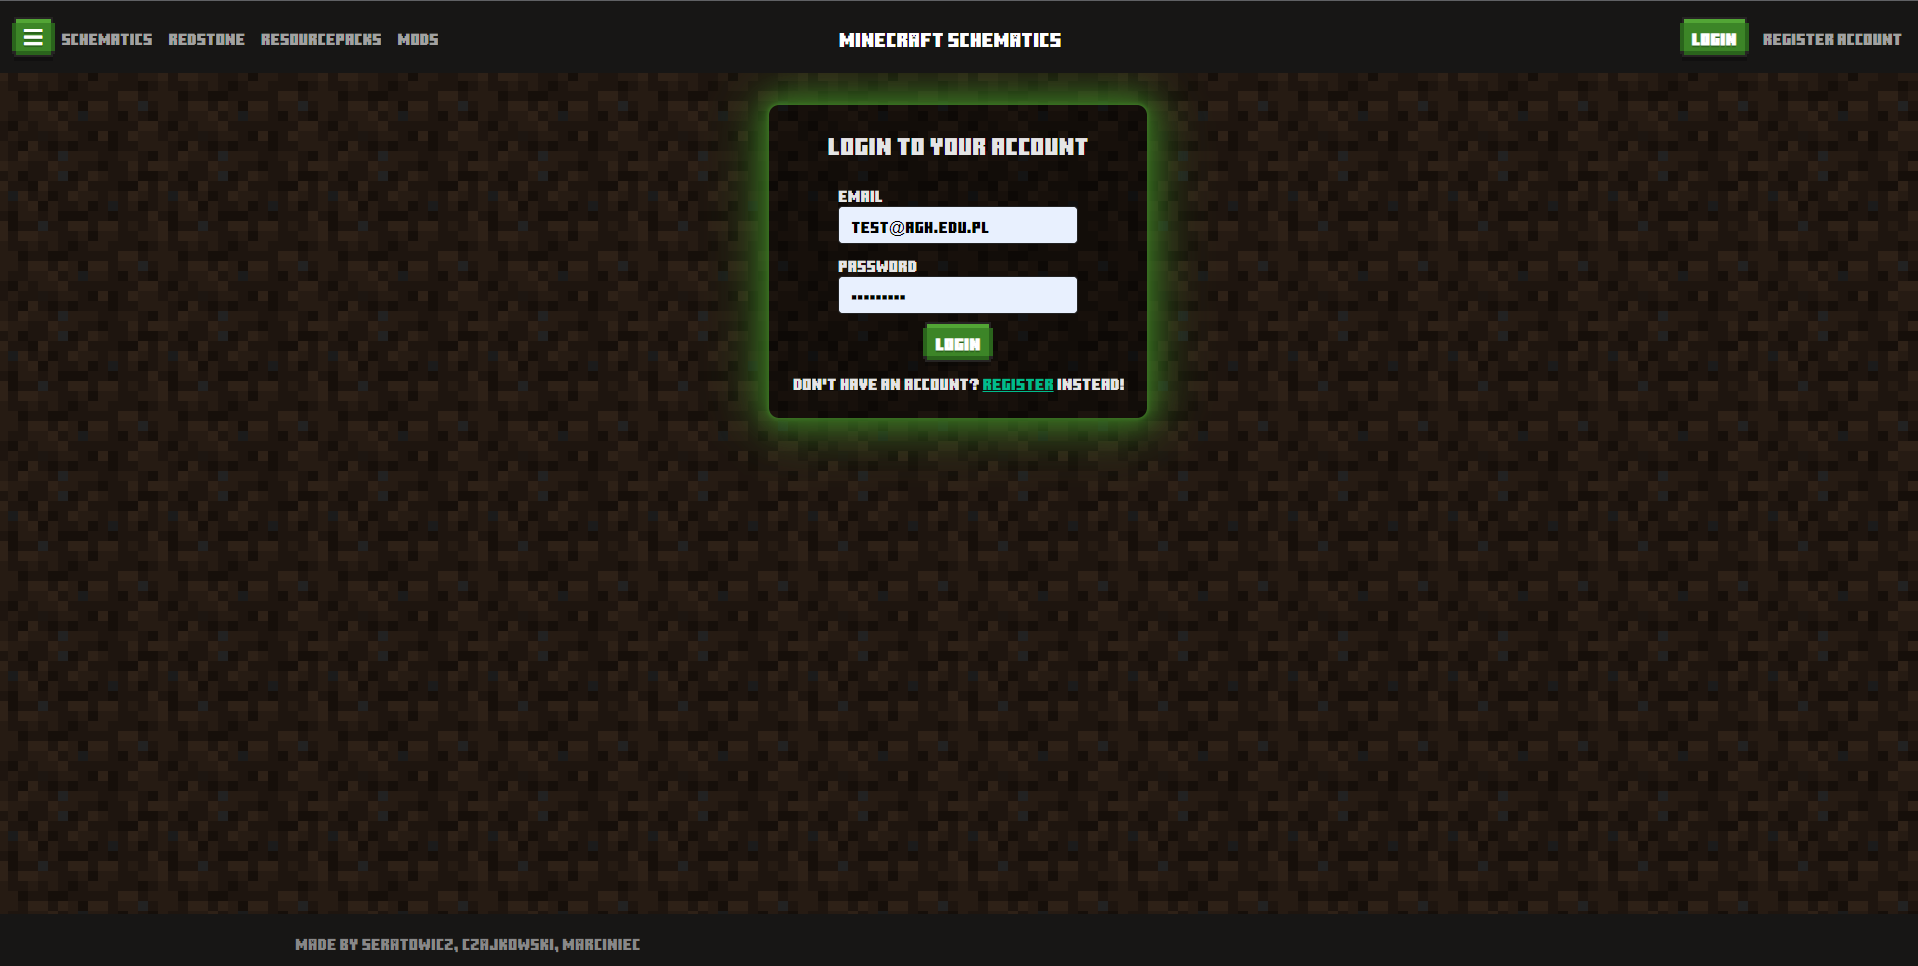 SCHEMATICS REDSTONE RESOURCEPACKS MODS MINECRAFT SCHEMATICS LOGIN REGISTER ACCOUNT
LOGIN TO YOUR ACCOUNT
EMAIL
TEST@AGH.EDU.PL
PASSWORD
•••••••••
LOGIN
DON'T HAVE AN ACCOUNT? REGISTER INSTEAD!
MADE BY SERATOWICZ, CZAJKOWSKI, MARCINIEC